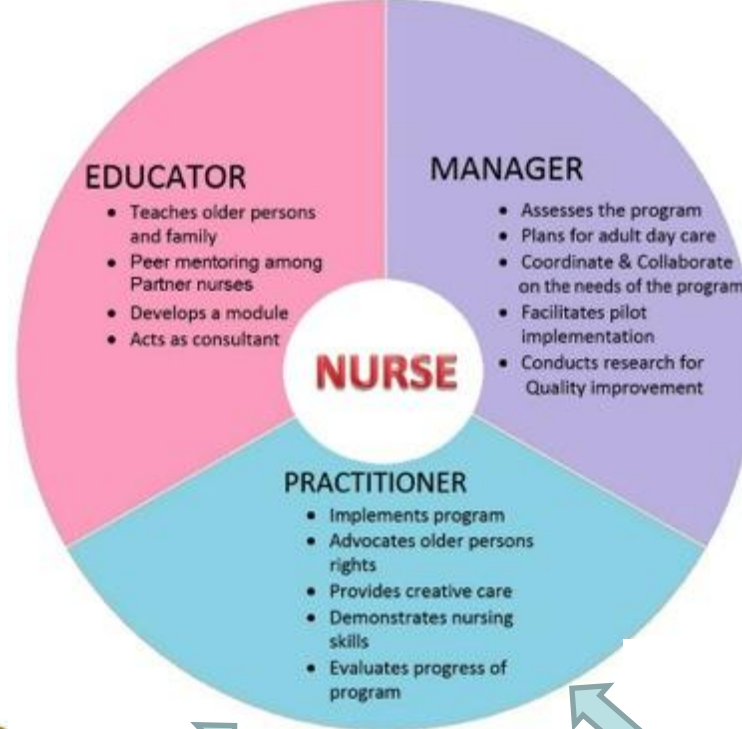 EDUCATOR
• Teaches older persons
and family
• Peer mentoring among
Partner nurses
• Develops a module
• Acts as consultant
MANAGER
• Assesses the program
• Plans for adult day care
• Coordinate & Collaborate
on the needs of the program
• Facilitates pilot
implementation
• Conducts research for
Quality improvement
NURSE
PRACTITIONER
• Implements program
• Advocates older persons
rights
• Provides creative care
• Demonstrates nursing
skills
• Evaluates progress of
program